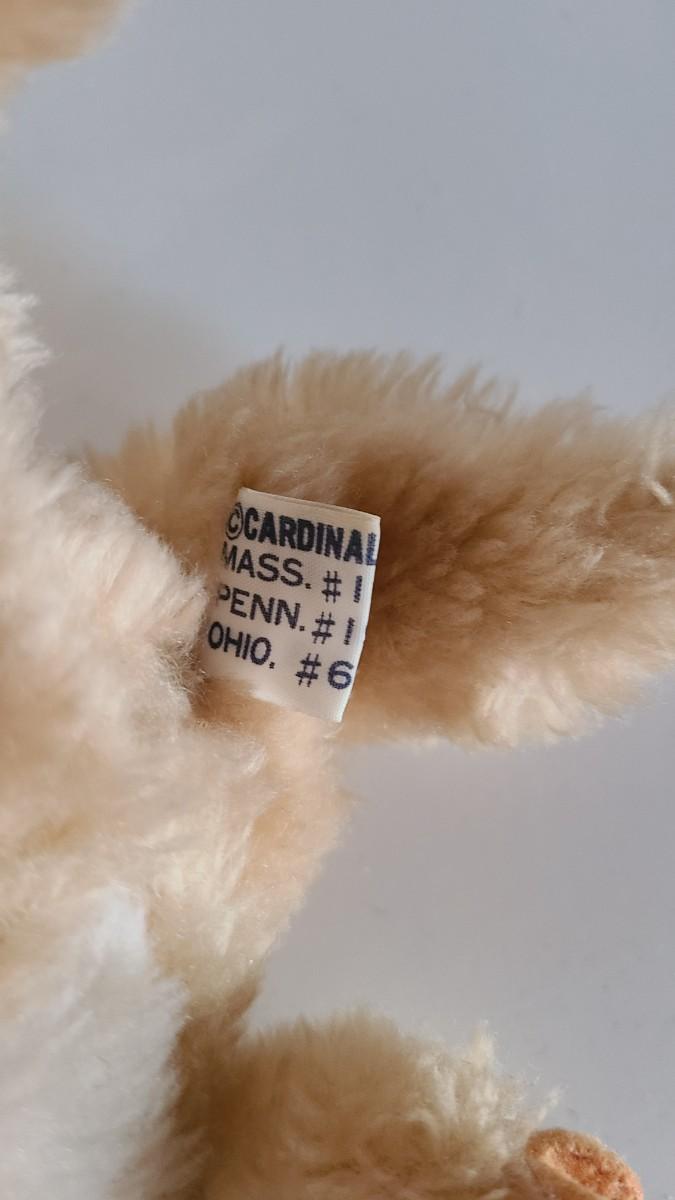 ©CARDINAL
MASS. # 1
PENN. # 1
OHIO. # 6